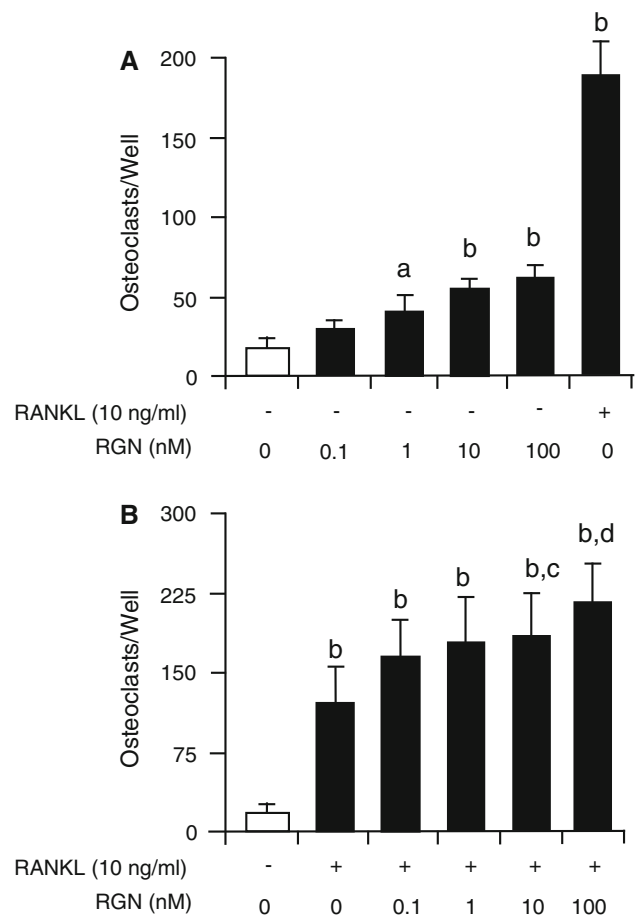 A
Osteoclasts/Well
200
150
100
50
0
a
b
b
b
RANKL (10 ng/ml) - - - - - +
RGN (nM) 0 0.1 1 10 100 0
B
Osteoclasts/Well
300
225
150
75
0
b
b
b
b,c
b,d
RANKL (10 ng/ml) - + + + + +
RGN (nM) 0 0 0.1 1 10 100